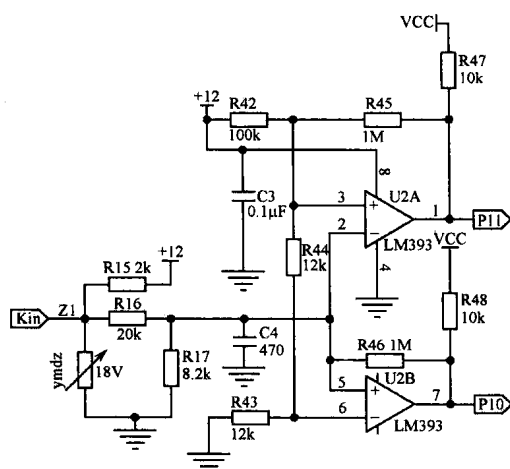 VCC
R47
10k
+12
R42
100k
R45
1M
8
C3
0.1μF
3
+
U2A
1
P11
2
−
LM393
R44
12k
4
VCC
R15 2k
+12
Kin
Z1
R16
20k
R48
10k
C4
470
R46 1M
ymdz
18V
R17
8.2k
U2B
5
+
7
P10
R43
12k
6
−
LM393